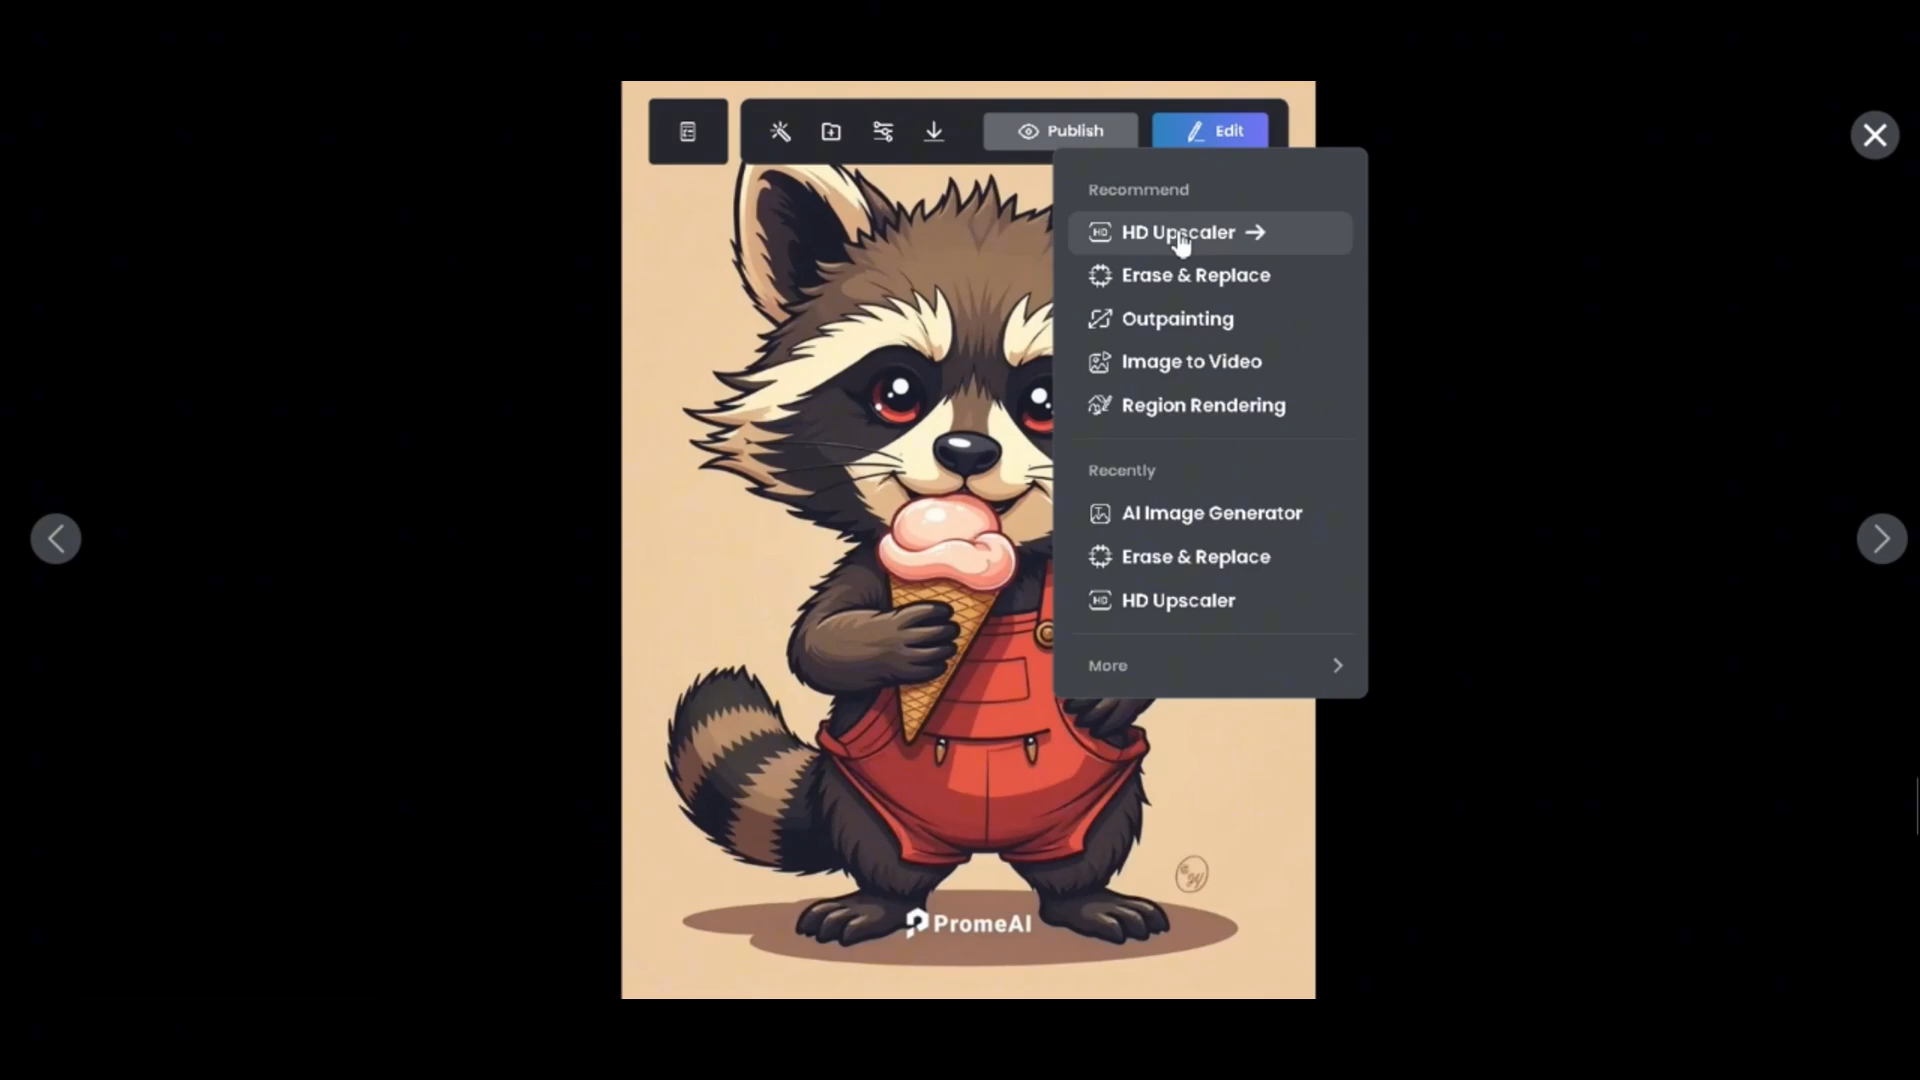 Publish
Edit
Recommend
HD Upscaler
Erase & Replace
Outpainting
Image to Video
Region Rendering
Recently
AI Image Generator
Erase & Replace
HD Upscaler
More
PromeAI